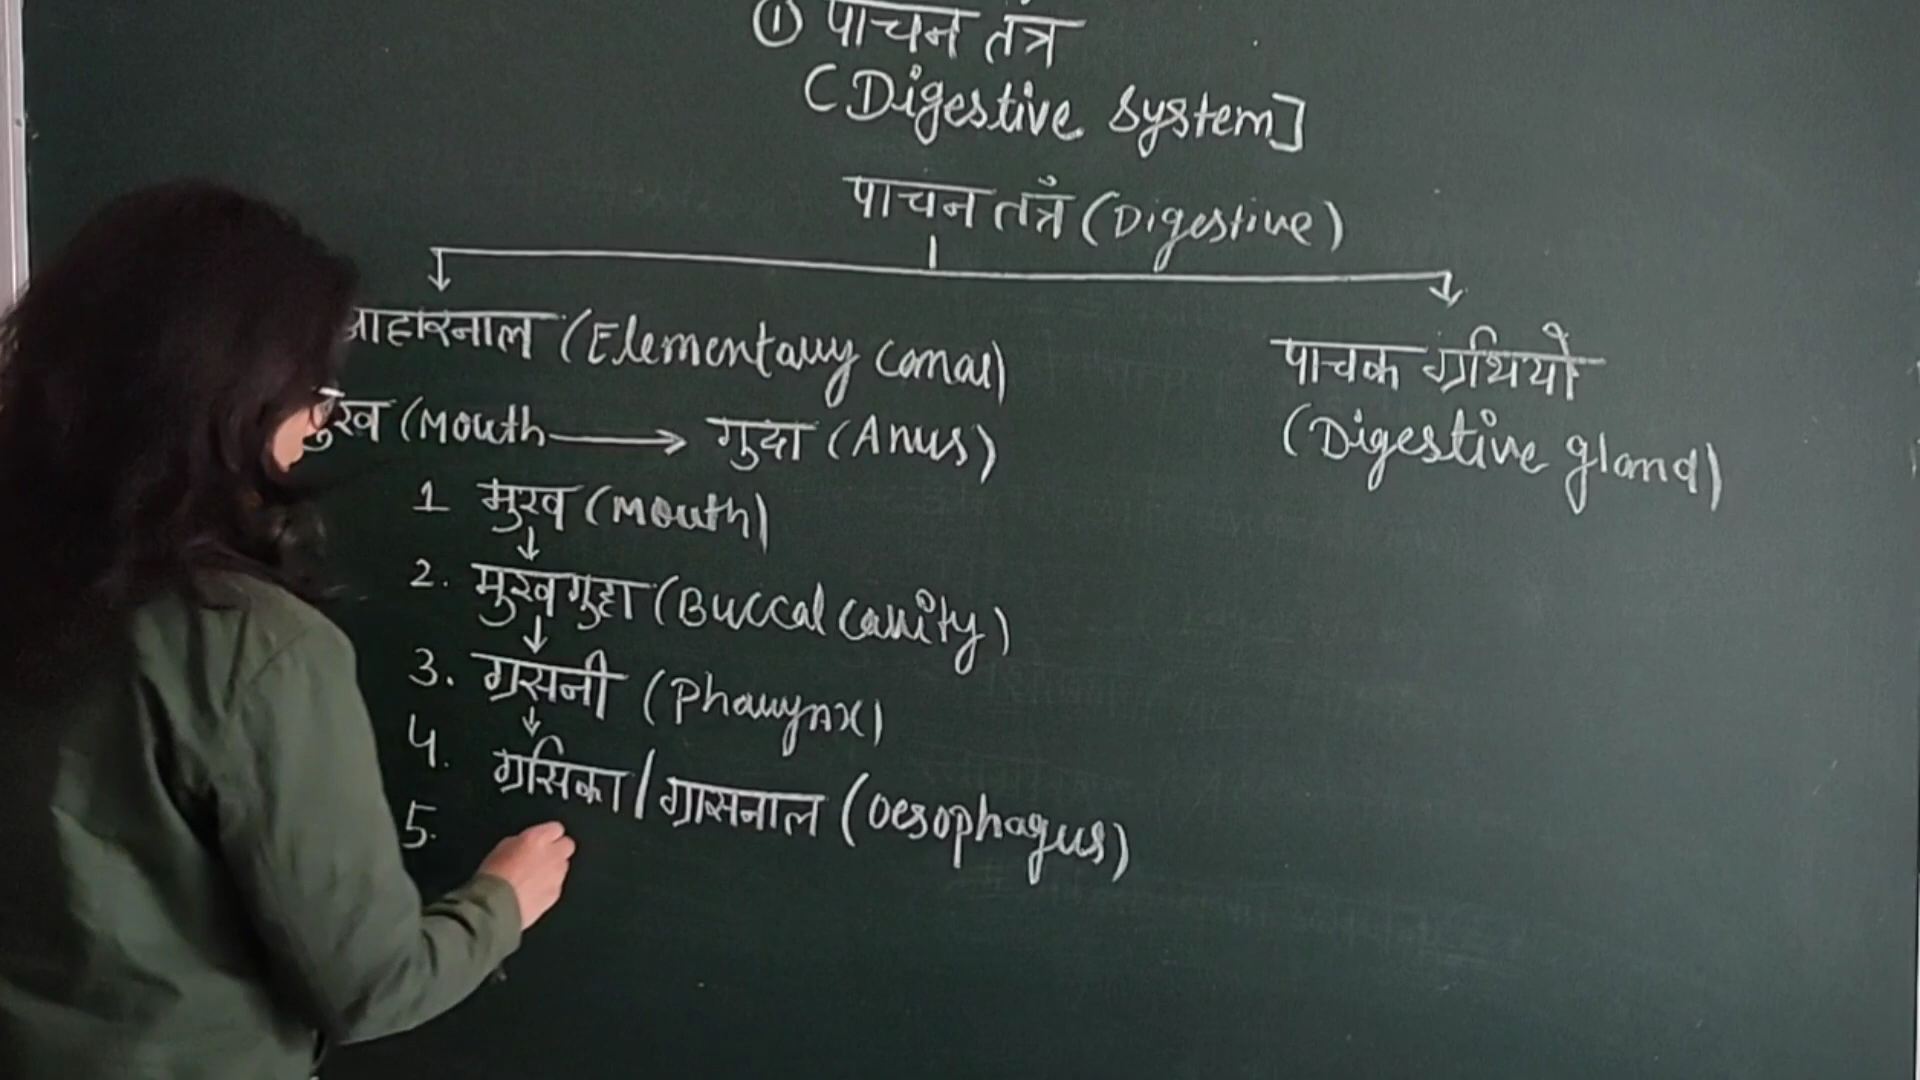 ① पाचन तंत्र
(Digestive system]
पाचन तंत्र (Digestive)
आहारनाल (Elementary canal)
पाचक ग्रंथियों
(Digestive gland)
मुख (Mouth → गुदा (Anus)
1 मुख (mouth)
↓
2. मुखगुहा (Buccal cavity)
↓
3. ग्रसनी (Pharynx)
↓
4. ग्रसिका / ग्रासनाल (Oesophagus)
5.